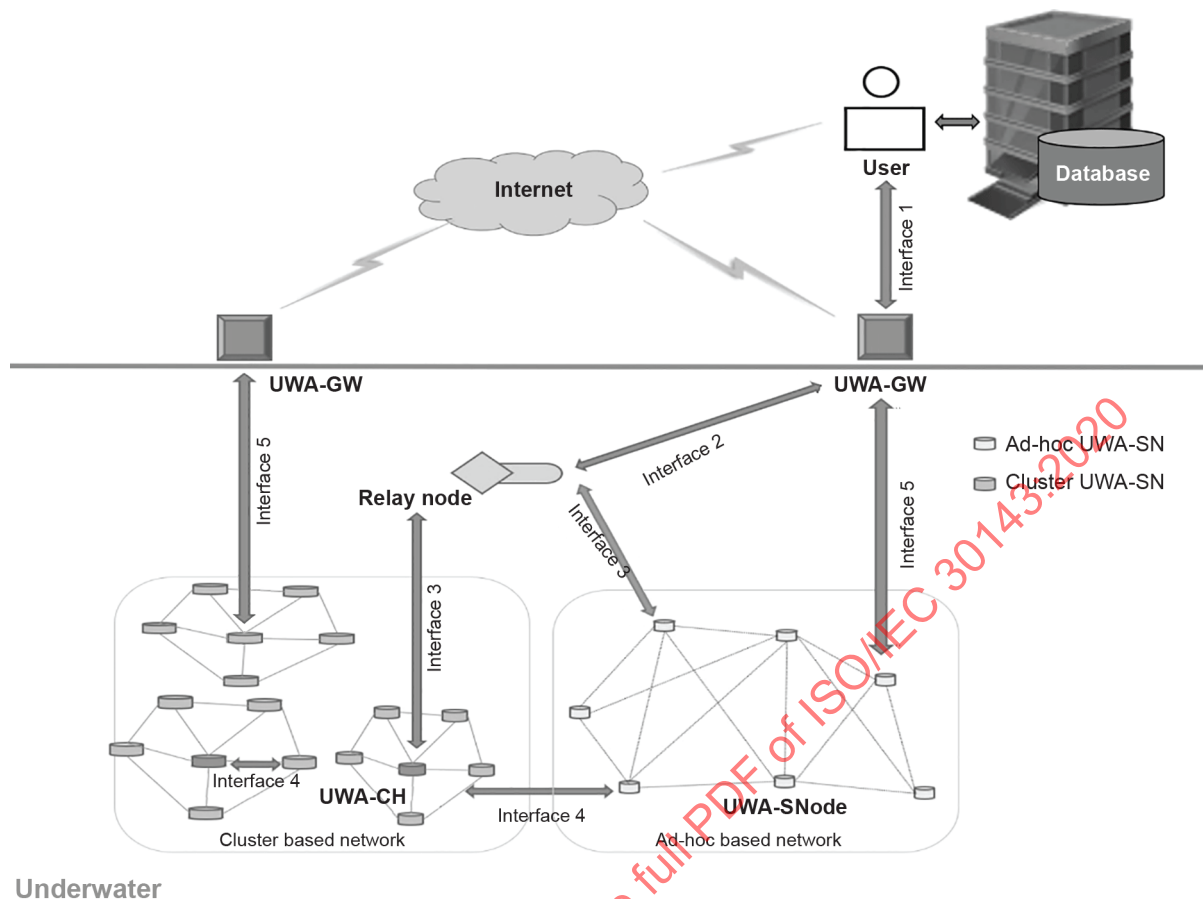 Internet
User
Database
Interface 1
UWA-GW
UWA-GW
Interface 5
Interface 2
Relay node
Interface 3
Interface 3
Interface 5
Ad-hoc UWA-SN
Cluster UWA-SN
Interface 4
UWA-CH
Interface 4
UWA-SNode
Cluster based network
Ad-hoc based network
Underwater
full PDF of ISO/IEC 30143:2020